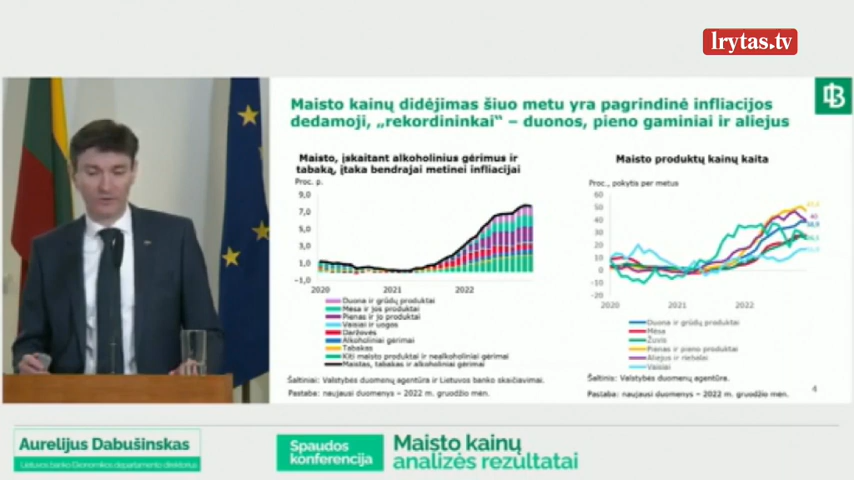 lrytas.tv
Maisto kainų didėjimas šiuo metu yra pagrindinė infliacijos
dedamoji, „rekordininkai“ – duonos, pieno gaminiai ir aliejus
Maisto, įskaitant alkoholinius gėrimus ir
tabaką, įtaka bendrajai metinei infliacijai
Proc. p.
9,0
7,0
5,0
3,0
1,0
−1,0
2020 2021 2022
Duona ir grūdų produktai
Mėsa ir jos produktai
Pienas ir jo produktai
Vaisiai ir uogos
Daržovės
Alkoholiniai gėrimai
Tabakas
Kiti maisto produktai ir nealkoholiniai gėrimai
Maistas, tabakas ir alkoholiniai gėrimai
Šaltiniai: Valstybės duomenų agentūra ir Lietuvos banko skaičiavimai.
Pastaba: naujausi duomenys – 2022 m. gruodžio mėn.
Maisto produktų kainų kaita
Proc., pokytis per metus
60
50
40
30
20
10
0
−10
−20
2020 2021 2022
40
Duona ir grūdų produktai
Mėsa
Žuvis
Pienas ir pieno produktai
Aliejus ir riebalai
Vaisiai
Šaltinis: Valstybės duomenų agentūra.
Pastaba: naujausi duomenys – 2022 m. gruodžio mėn.
4
Aurelijus Dabušinskas
Lietuvos banko Ekonomikos departamento direktorius
Spaudos
konferencija
Maisto kainų
analizės rezultatai